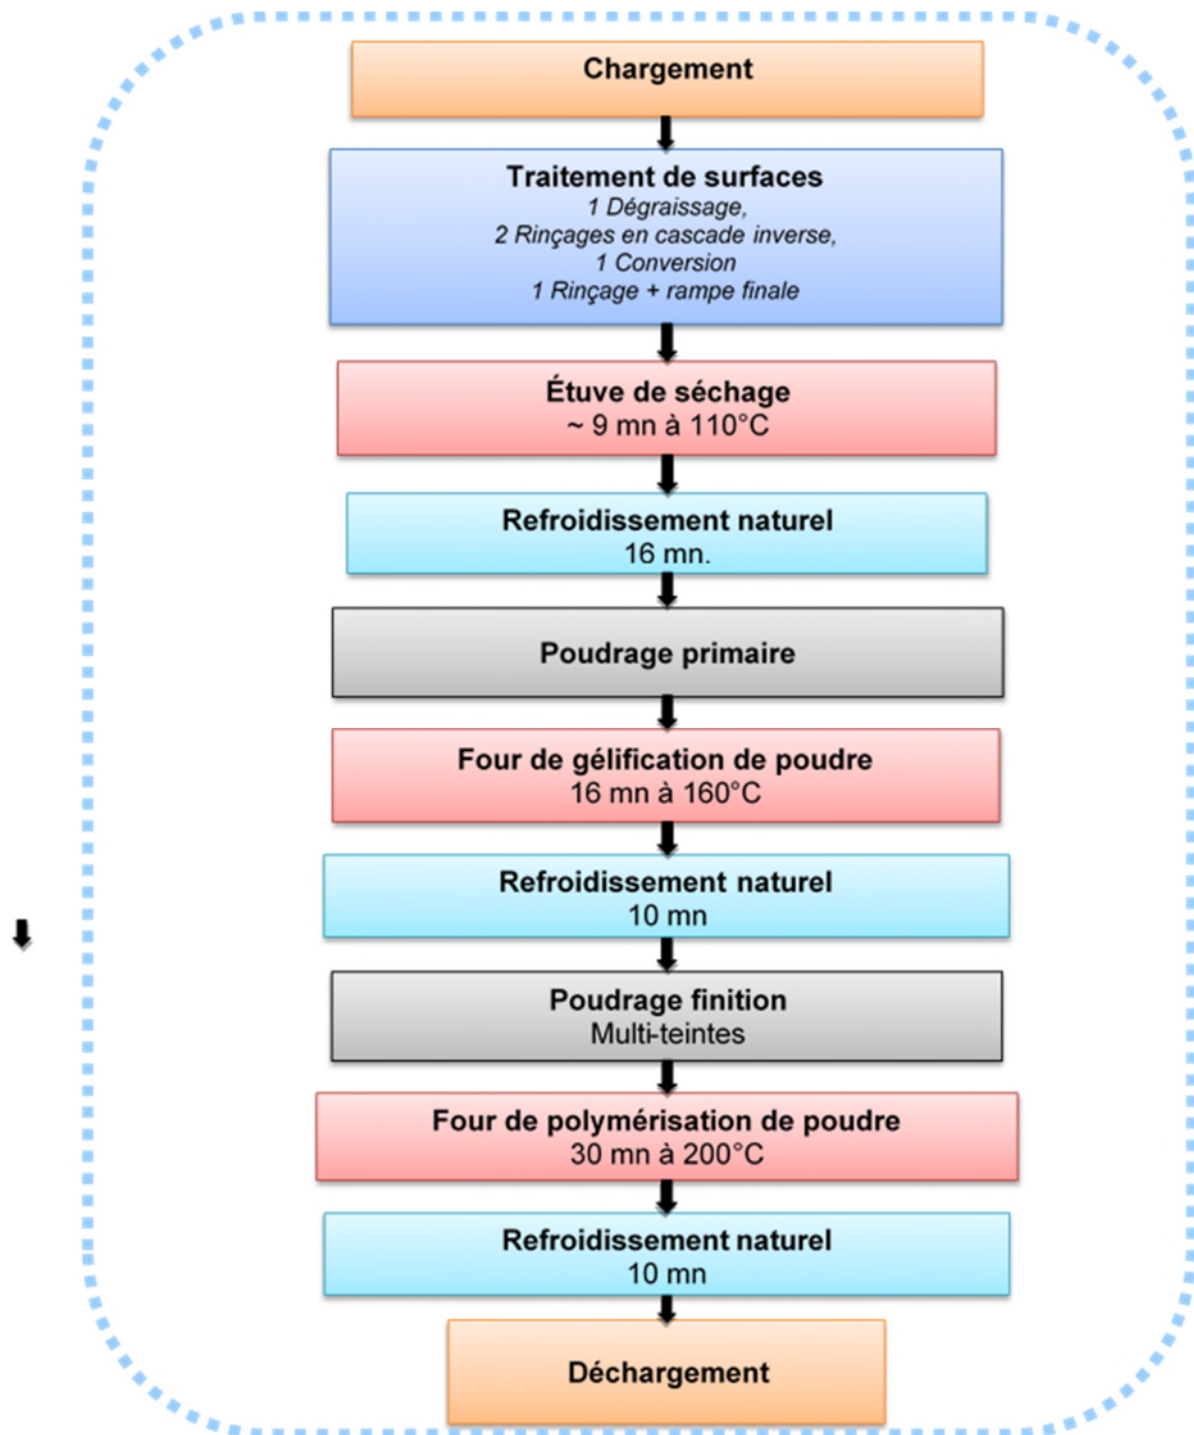 Chargement
Traitement de surfaces
1 Dégraissage,
2 Rinçages en cascade inverse,
1 Conversion
1 Rinçage + rampe finale
Étuve de séchage
~ 9 mn à 110°C
Refroidissement naturel
16 mn.
Poudrage primaire
Four de gélification de poudre
16 mn à 160°C
Refroidissement naturel
10 mn
Poudrage finition
Multi-teintes
Four de polymérisation de poudre
30 mn à 200°C
Refroidissement naturel
10 mn
Déchargement